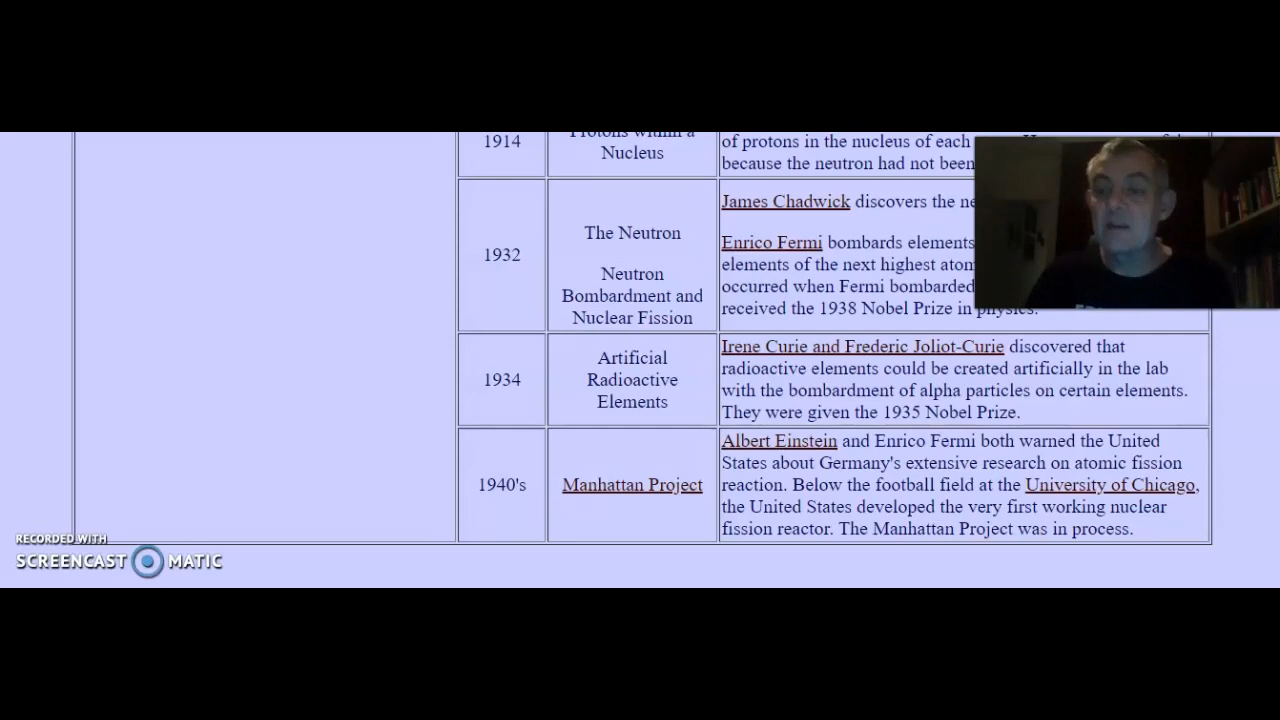 1914
Protons within a
Nucleus
of protons in the nucleus of each
because the neutron had not been
1932
The Neutron
Neutron
Bombardment and
Nuclear Fission
James Chadwick discovers the
Enrico Fermi bombards elements
elements of the next highest
occurred when Fermi bombarded
received the 1938 Nobel Prize in physics.
1934
Artificial
Radioactive
Elements
Irene Curie and Frederic Joliot-Curie discovered that
radioactive elements could be created artificially in the lab
with the bombardment of alpha particles on certain elements.
They were given the 1935 Nobel Prize.
1940's
Manhattan Project
Albert Einstein and Enrico Fermi both warned the United
States about Germany's extensive research on atomic fission
reaction. Below the football field at the University of Chicago,
the United States developed the very first working nuclear
fission reactor. The Manhattan Project was in process.
RECORDED WITH
SCREENCAST MATIC